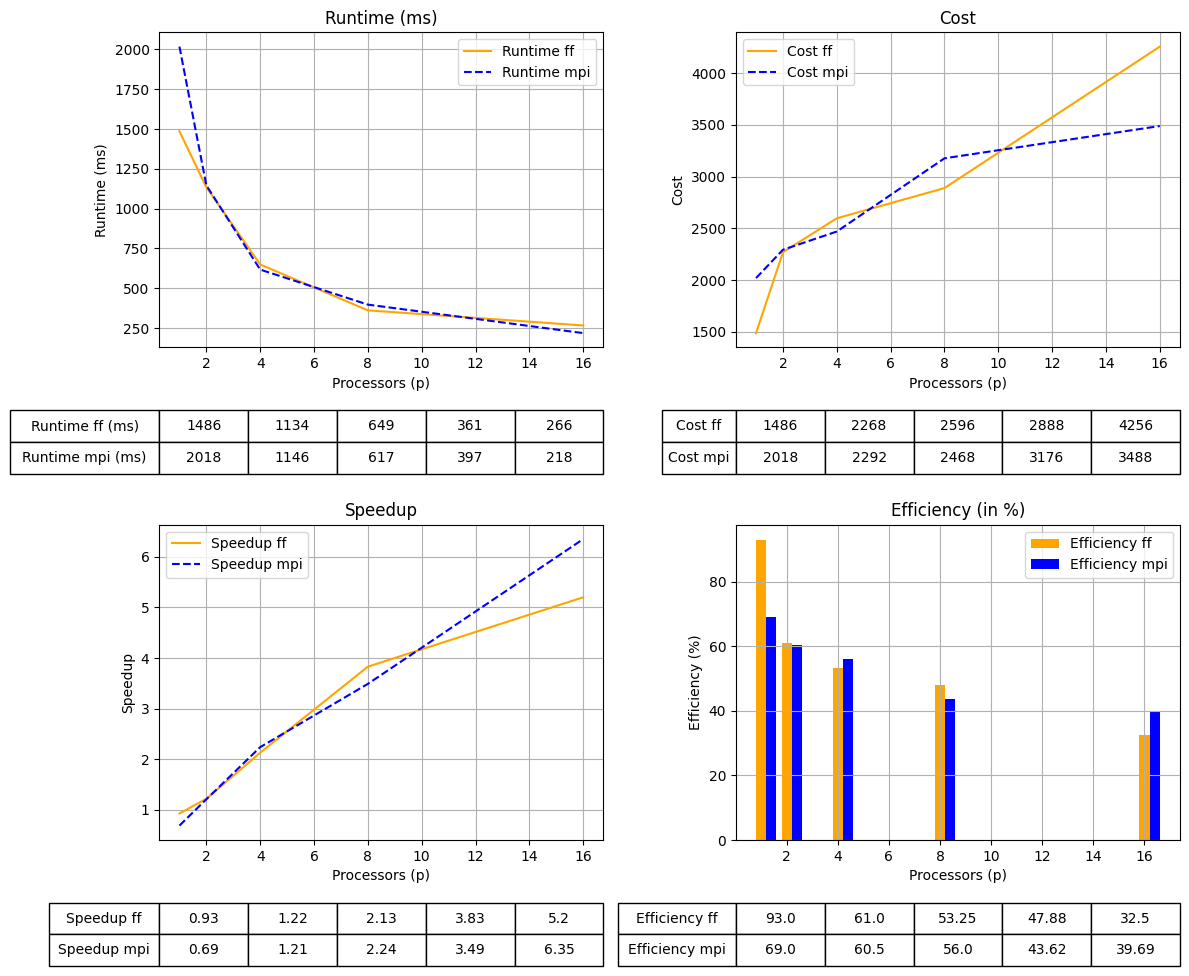 Runtime (ms)
Runtime ff
Runtime mpi
2000
1750
1500
1250
1000
750
500
250
Runtime (ms)
2 4 6 8 10 12 14 16
Processors (p)
Runtime ff (ms) 1486 1134 649 361 266
Runtime mpi (ms) 2018 1146 617 397 218
Cost
Cost ff
Cost mpi
4000
3500
3000
2500
2000
1500
Cost
2 4 6 8 10 12 14 16
Processors (p)
Cost ff 1486 2268 2596 2888 4256
Cost mpi 2018 2292 2468 3176 3488
Speedup
Speedup ff
Speedup mpi
6
5
4
3
2
1
Speedup
2 4 6 8 10 12 14 16
Processors (p)
Speedup ff 0.93 1.22 2.13 3.83 5.2
Speedup mpi 0.69 1.21 2.24 3.49 6.35
Efficiency (in %)
Efficiency ff
Efficiency mpi
80
60
40
20
0
Efficiency (%)
2 4 6 8 10 12 14 16
Processors (p)
Efficiency ff 93.0 61.0 53.25 47.88 32.5
Efficiency mpi 69.0 60.5 56.0 43.62 39.69